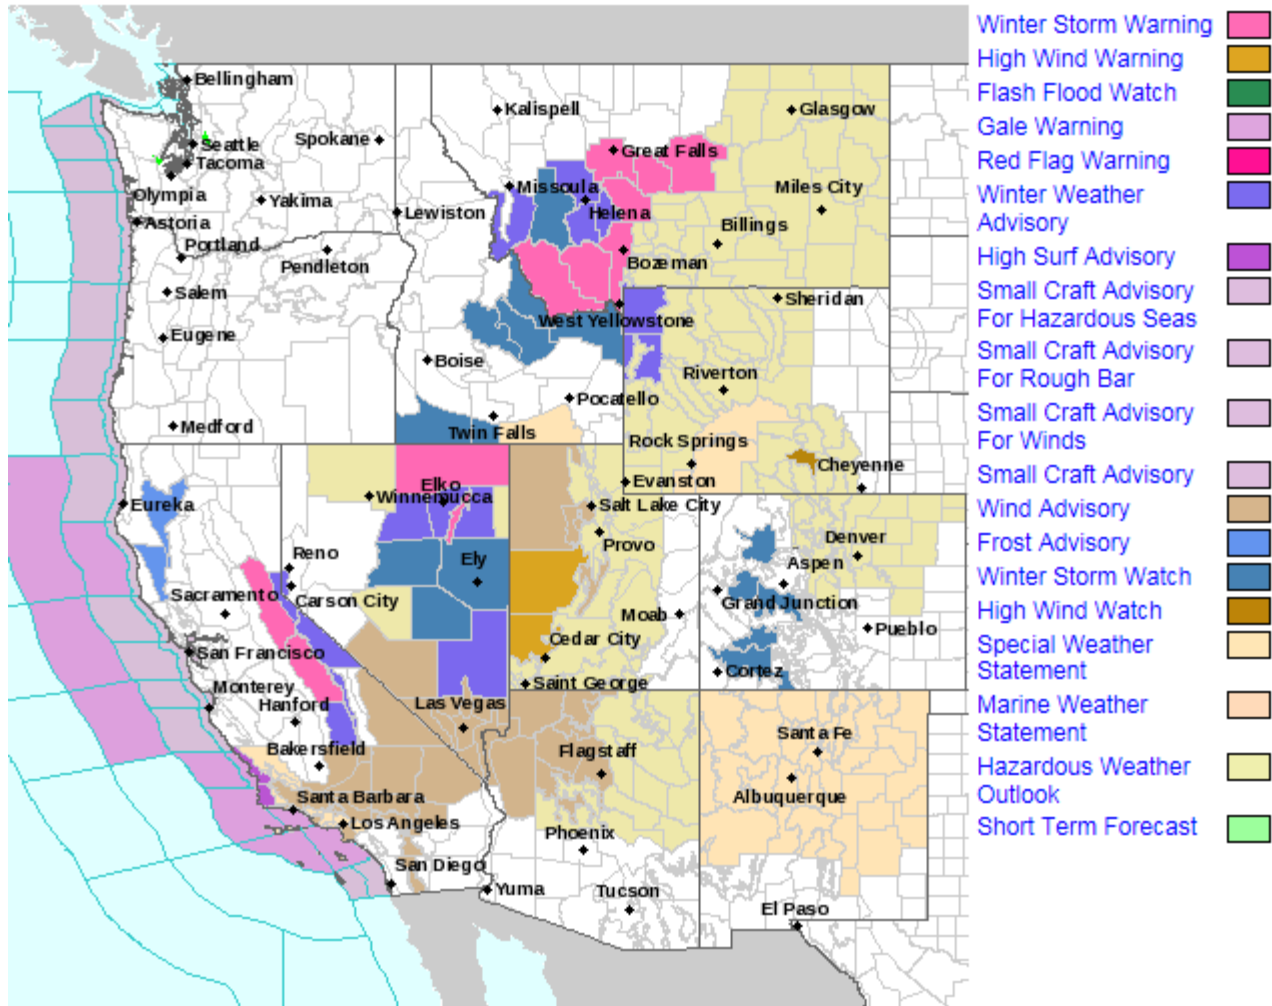 Bellingham
Kalispell
Glasgow
Spokane
Seattle
Great Falls
Tacoma
Olympia
Missoula
Miles City
Yakima
Lewiston
Helena
Astoria
Billings
Portland
Pendleton
Bozeman
Salem
Sheridan
West Yellowstone
Eugene
Boise
Riverton
Pocatello
Medford
Twin Falls
Rock Springs
Cheyenne
Elko
Evanston
Winnemucca
Eureka
Salt Lake City
Reno
Provo
Denver
Ely
Aspen
Sacramento
Carson City
Grand Junction
Moab
Pueblo
San Francisco
Cedar City
Cortez
Monterey
Saint George
Hanford
Las Vegas
Santa Fe
Bakersfield
Flagstaff
Santa Barbara
Albuquerque
Los Angeles
Phoenix
San Diego
Yuma
Tucson
El Paso
Winter Storm Warning
High Wind Warning
Flash Flood Watch
Gale Warning
Red Flag Warning
Winter Weather
Advisory
High Surf Advisory
Small Craft Advisory
For Hazardous Seas
Small Craft Advisory
For Rough Bar
Small Craft Advisory
For Winds
Small Craft Advisory
Wind Advisory
Frost Advisory
Winter Storm Watch
High Wind Watch
Special Weather
Statement
Marine Weather
Statement
Hazardous Weather
Outlook
Short Term Forecast